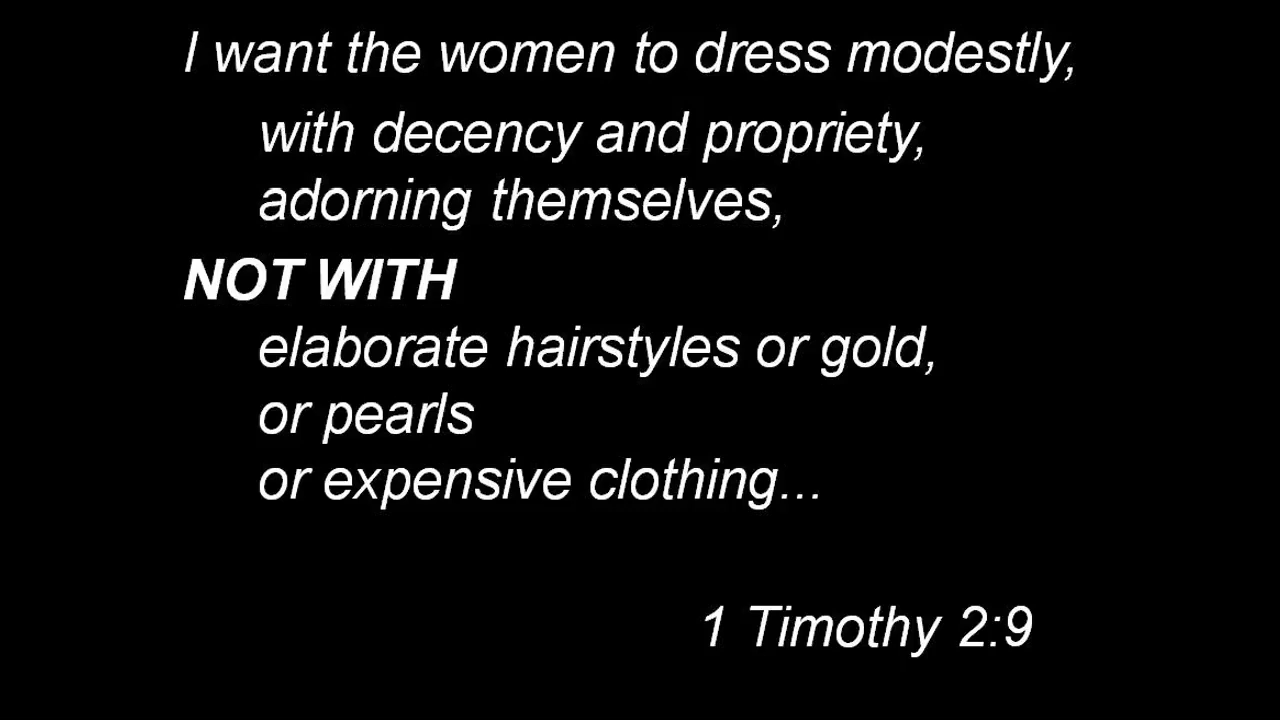 I want the women to dress modestly,
with decency and propriety,
adorning themselves,
NOT WITH
elaborate hairstyles or gold,
or pearls
or expensive clothing...
1 Timothy 2:9